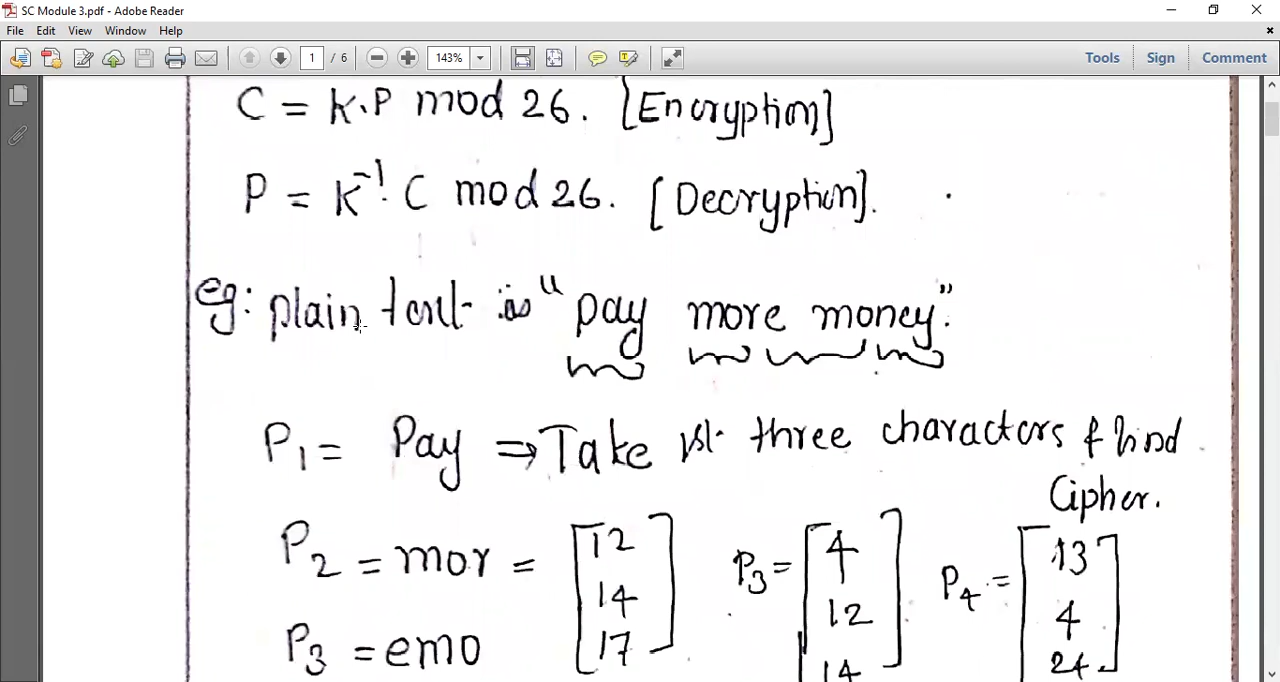 SC Module 3.pdf - Adobe Reader
File Edit View Window Help
1 / 6 143% Tools Sign Comment
C = K.P mod 26. [Encryption]
P = K⁻¹. C mod 26. [Decryption].
eg: plain text is "pay more money".
P₁ = Pay ⇒ Take 1st three charactors & find
Cipher.
P₂ = mor = [12 14 17] P₃ = [4 12 14] P₄ = [13 4 24]
P₃ = emo